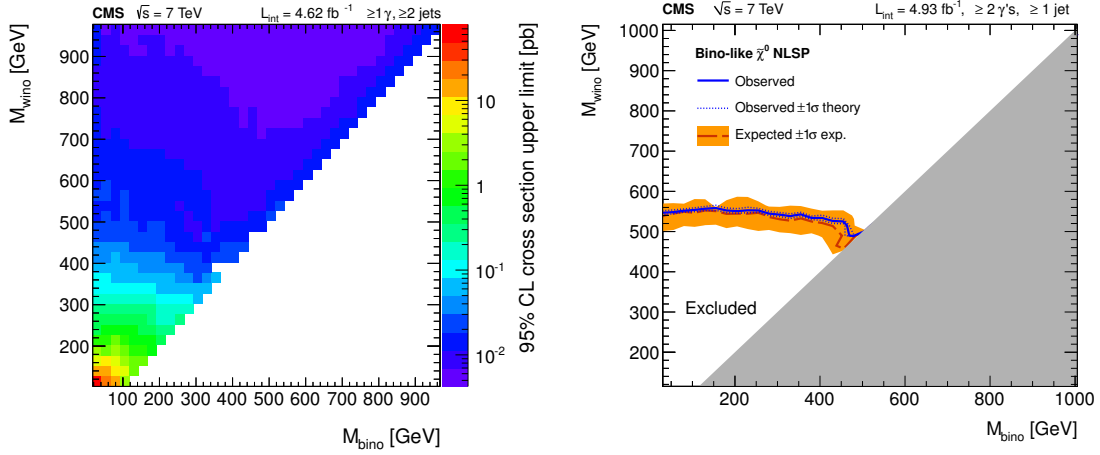 CMS √s = 7 TeV L_int = 4.62 fb⁻¹ ≥1γ, ≥2 jets
M_wino [GeV]
900
800
700
600
500
400
300
200
100 200 300 400 500 600 700 800 900
M_bino [GeV]
10
1
10⁻¹
10⁻²
95% CL cross section upper limit [pb]
CMS √s = 7 TeV L_int = 4.93 fb⁻¹, ≥ 2 γ's, ≥ 1 jet
M_wino [GeV]
1000
900
800
700
600
500
400
300
200
Bino-like χ̃⁰ NLSP
Observed
Observed ±1σ theory
Expected ±1σ exp.
Excluded
200 400 600 800 1000
M_bino [GeV]